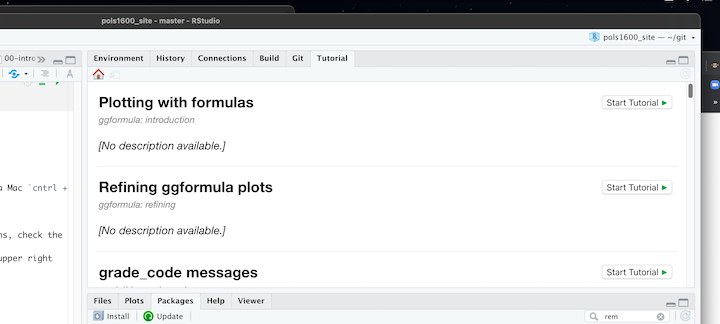 pols1600_site - master - RStudio
pols1600_site — ~/git
00-intro
Environment History Connections Build Git Tutorial
Plotting with formulas
Start Tutorial
ggformula: introduction
[No description available.]
Refining ggformula plots
Start Tutorial
ggformula: refining
[No description available.]
grade_code messages
Start Tutorial
a Mac `cntrl +
ns, check the
upper right
Files Plots Packages Help Viewer
Install Update
rem